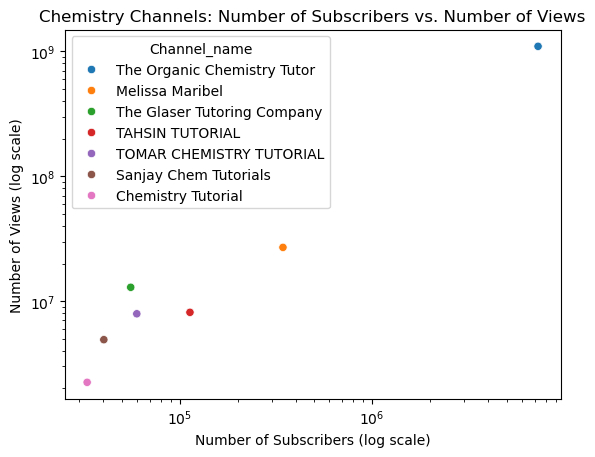 Chemistry Channels: Number of Subscribers vs. Number of Views
Channel_name
The Organic Chemistry Tutor
Melissa Maribel
The Glaser Tutoring Company
TAHSIN TUTORIAL
TOMAR CHEMISTRY TUTORIAL
Sanjay Chem Tutorials
Chemistry Tutorial
Number of Views (log scale)
10⁹
10⁸
10⁷
10⁵ 10⁶
Number of Subscribers (log scale)